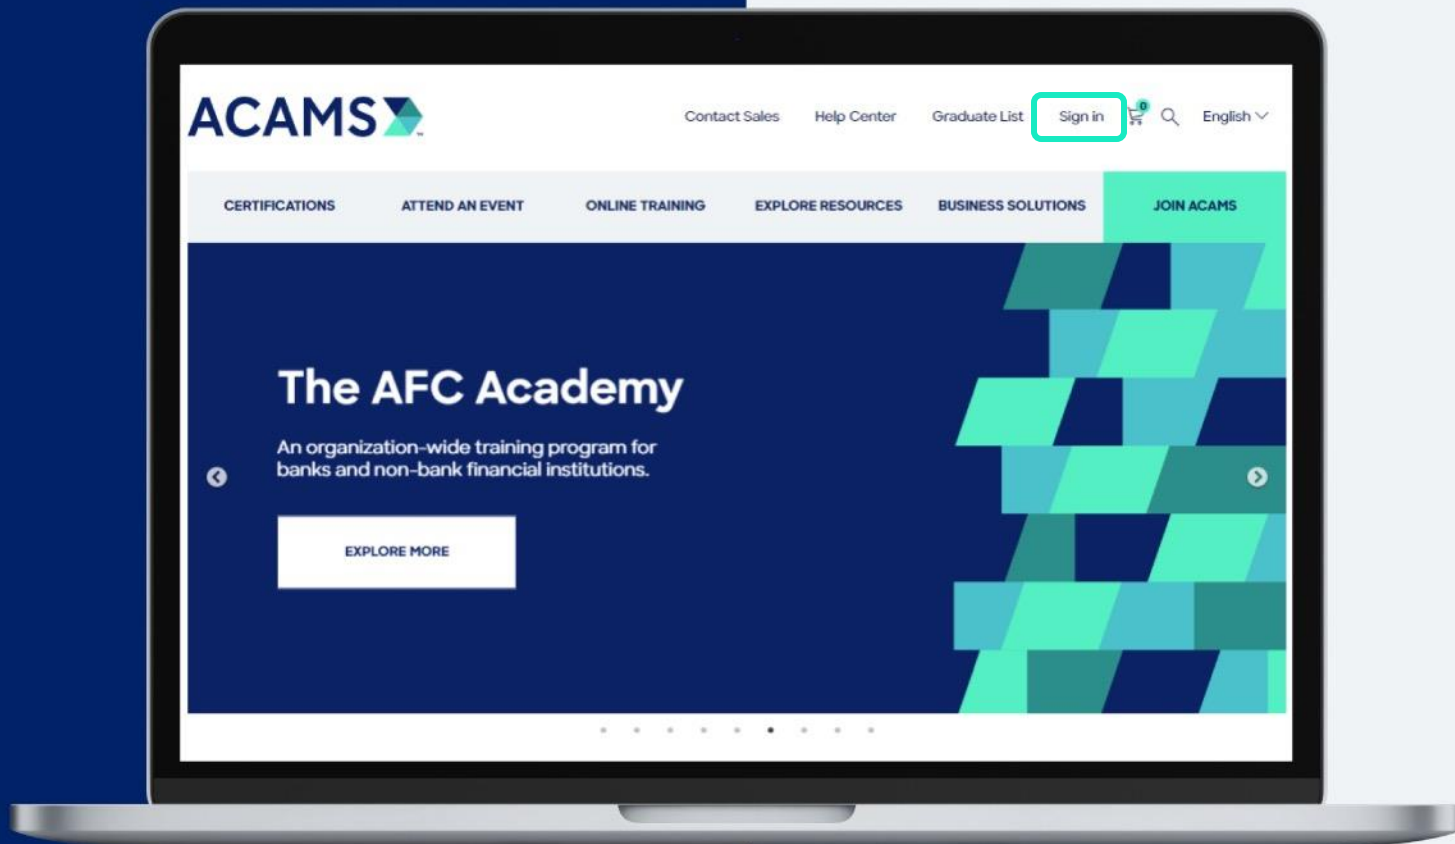 ACAMS
Contact Sales Help Center Graduate List Sign in 0 English
CERTIFICATIONS ATTEND AN EVENT ONLINE TRAINING EXPLORE RESOURCES BUSINESS SOLUTIONS JOIN ACAMS
The AFC Academy
An organization-wide training program for
banks and non-bank financial institutions.
EXPLORE MORE